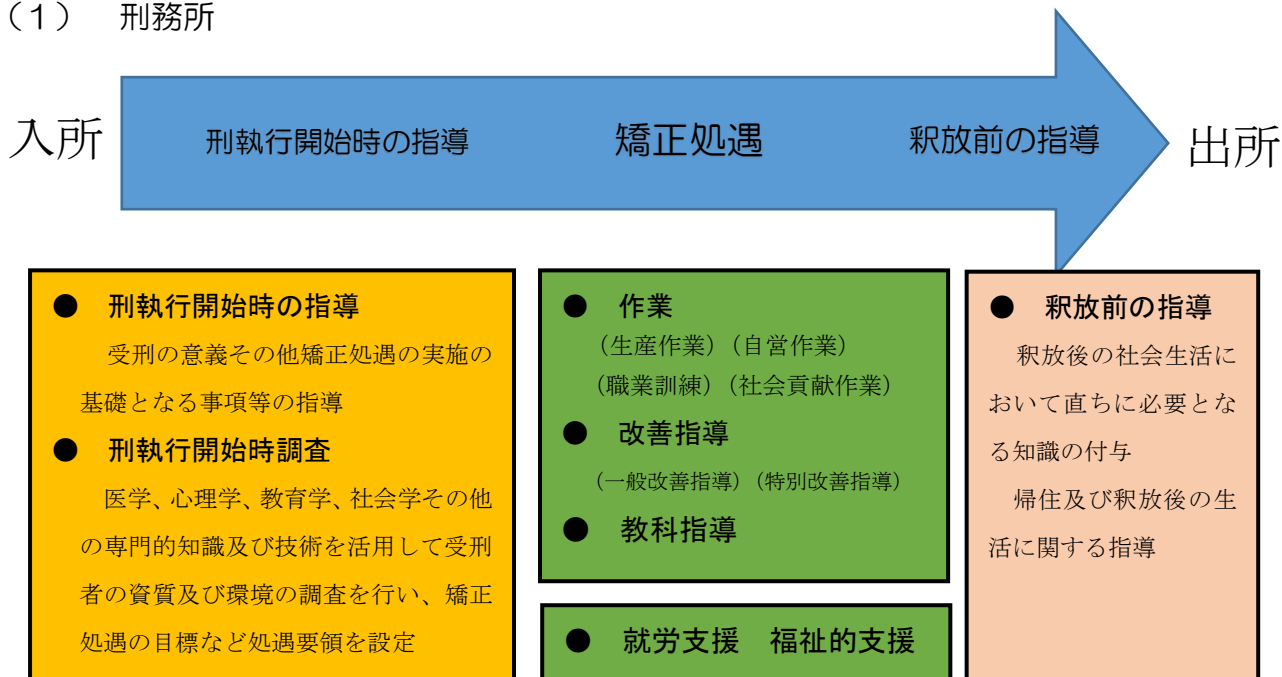 （１）　刑務所
入所
刑執行開始時の指導
矯正処遇
釈放前の指導
出所
●　刑執行開始時の指導
受刑の意義その他矯正処遇の実施の
基礎となる事項等の指導
●　刑執行開始時調査
医学、心理学、教育学、社会学その他
の専門的知識及び技術を活用して受刑
者の資質及び環境の調査を行い、矯正
処遇の目標など処遇要領を設定
●　作業
（生産作業）（自営作業）
（職業訓練）（社会貢献作業）
●　改善指導
（一般改善指導）（特別改善指導）
●　教科指導
●　就労支援　福祉的支援
●　釈放前の指導
釈放後の社会生活に
おいて直ちに必要とな
る知識の付与
帰住及び釈放後の生
活に関する指導